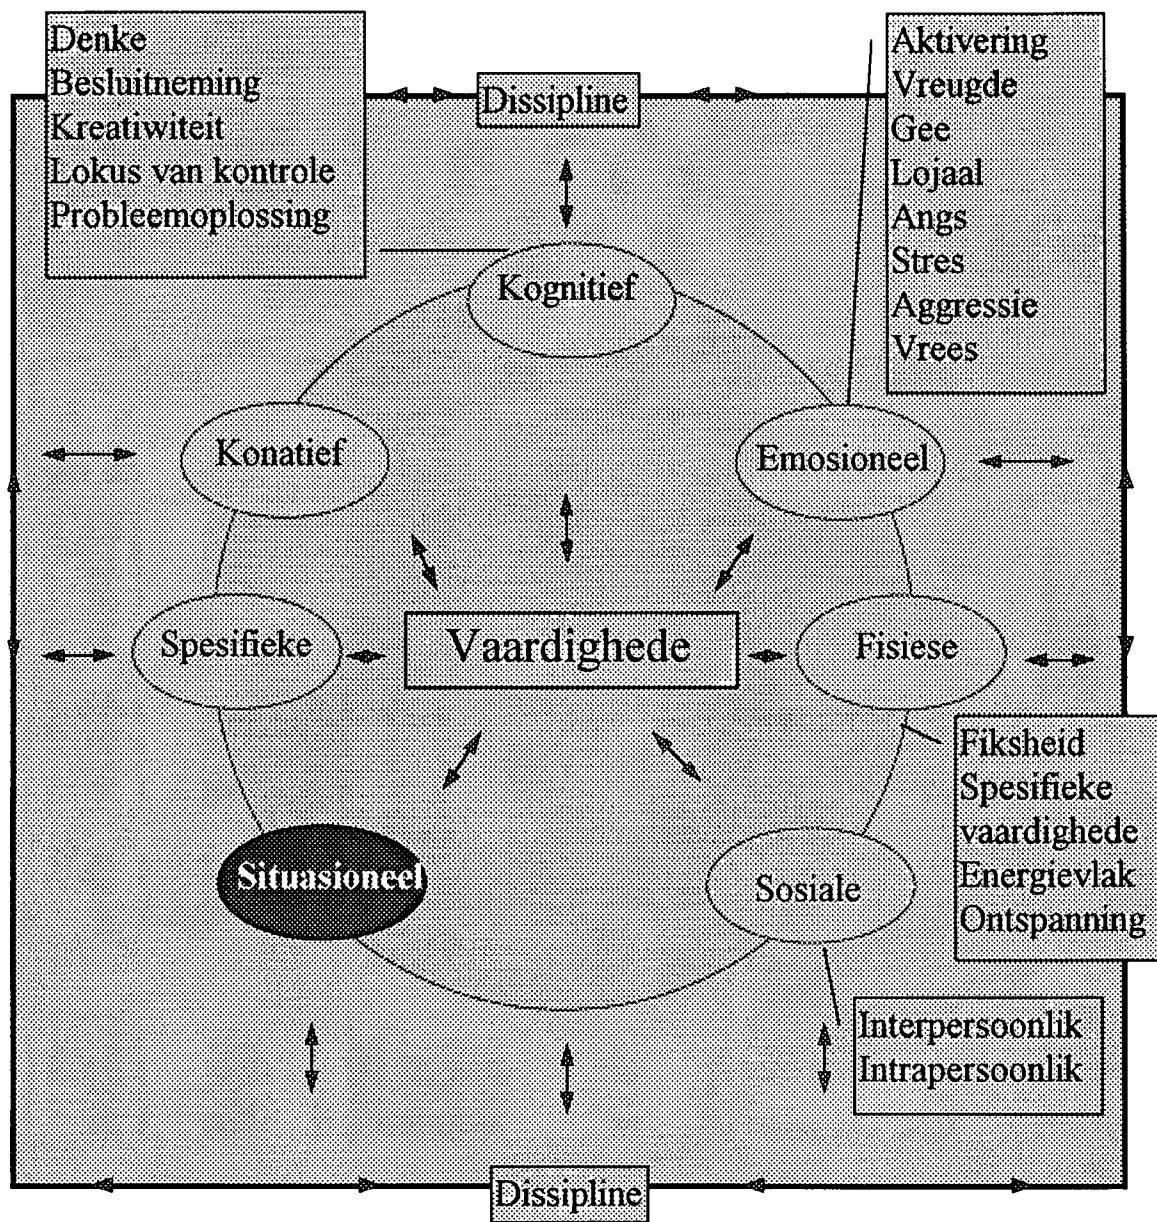 Denke
Besluitneming
Kreatiwiteit
Lokus van kontrole
Probleemoplossing
Dissipline
Aktivering
Vreugde
Gee
Lojaal
Angs
Stres
Aggressie
Vrees
Kognitief
Konatief
Emosioneel
Spesifieke
Vaardighede
Fisiese
Fiksheid
Spesifieke
vaardighede
Energievlak
Ontspanning
Situasioneel
Sosiale
Interpersoonlik
Intrapersoonlik
Dissipline